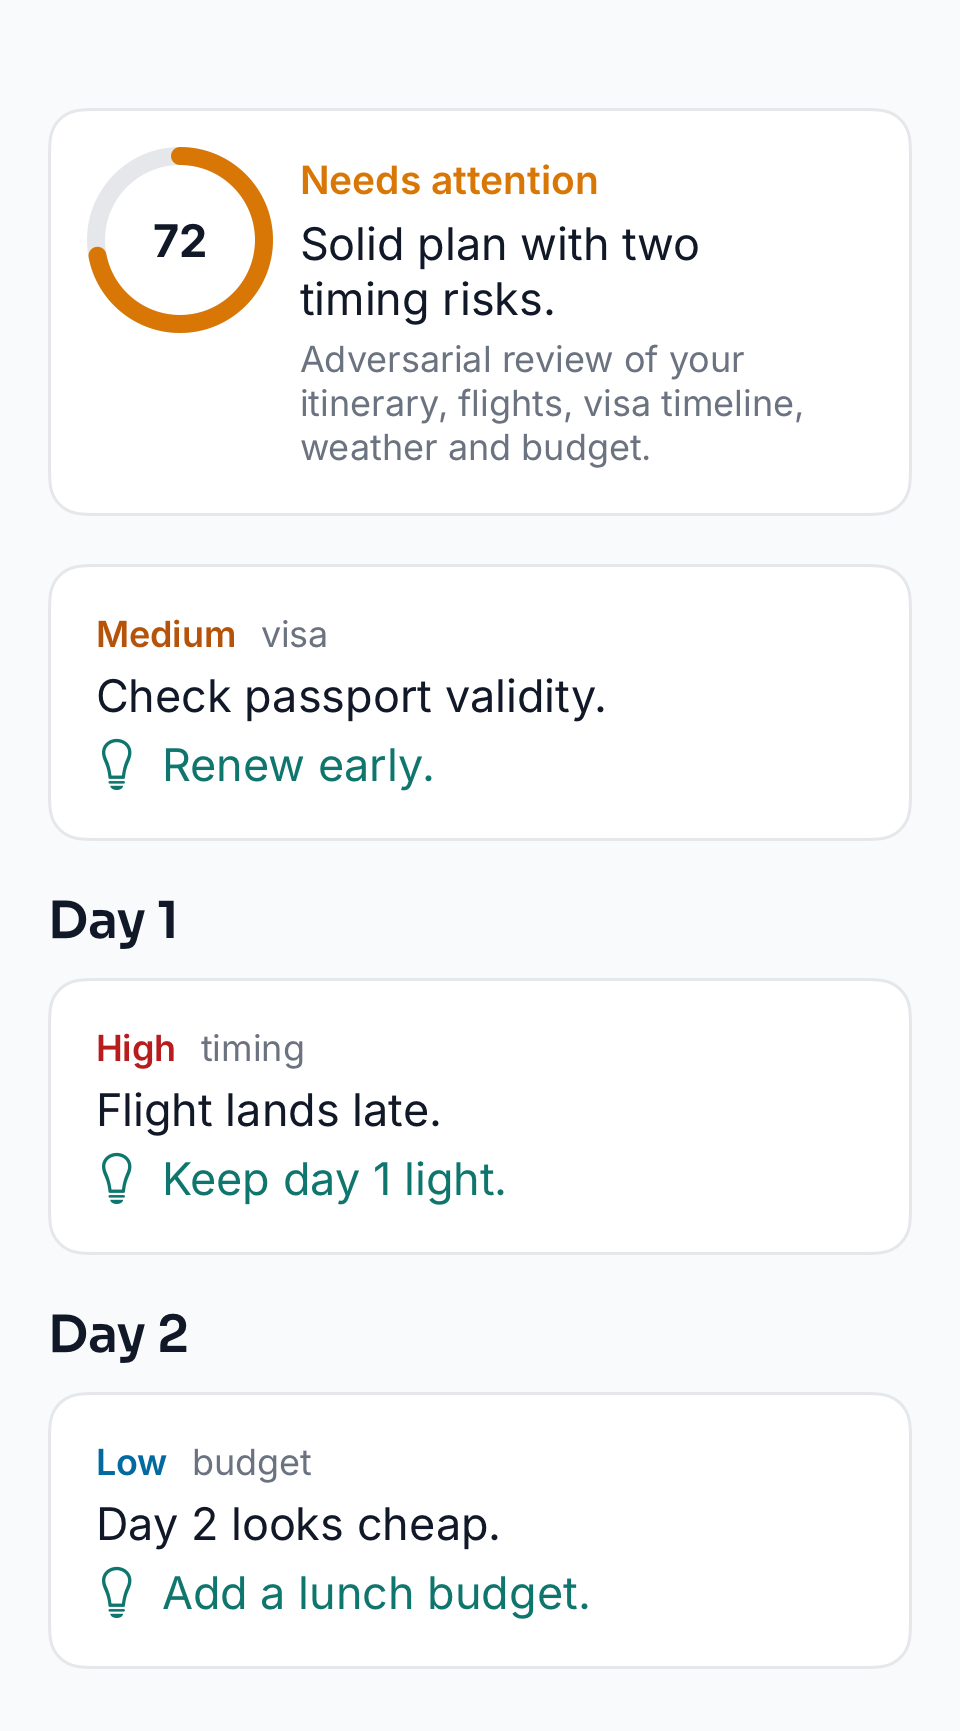 72
Needs attention
Solid plan with two
timing risks.
Adversarial review of your
itinerary, flights, visa timeline,
weather and budget.
Medium visa
Check passport validity.
Renew early.
Day 1
High timing
Flight lands late.
Keep day 1 light.
Day 2
Low budget
Day 2 looks cheap.
Add a lunch budget.